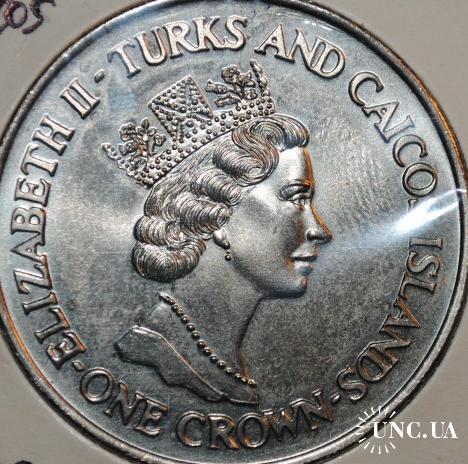 ELIZABETH II - TURKS AND CAICOS ISLANDS - ONE CROWN -
UNC.UA